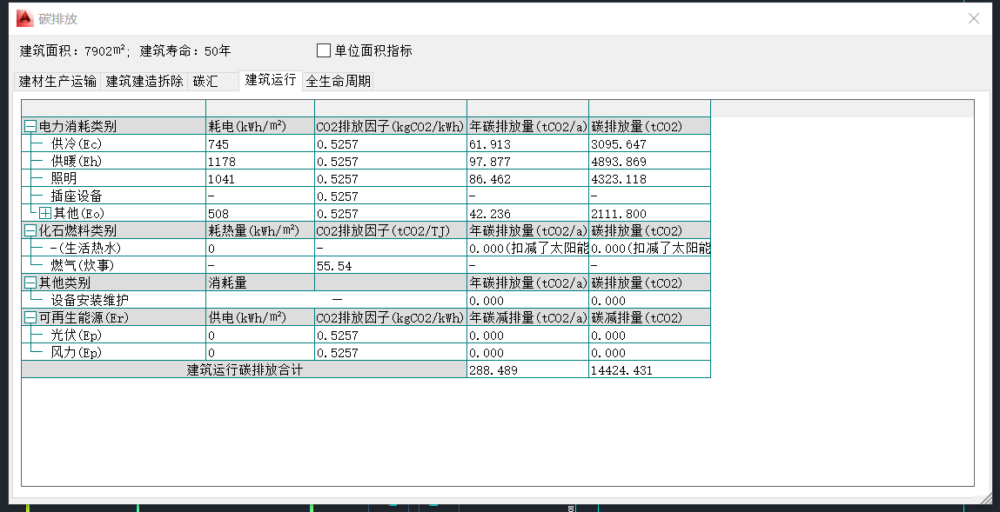 碳排放
建筑面积：7902㎡；建筑寿命：50年 单位面积指标
建材生产运输 建筑建造拆除 碳汇 建筑运行 全生命周期
电力消耗类别 耗电(kWh/㎡) CO2排放因子(kgCO2/kWh) 年碳排放量(tCO2/a) 碳排放量(tCO2)
供冷(Ec) 745 0.5257 61.913 3095.647
供暖(Eh) 1178 0.5257 97.877 4893.869
照明 1041 0.5257 86.462 4323.118
插座设备 - 0.5257 - -
其他(Eo) 508 0.5257 42.236 2111.800
化石燃料类别 耗热量(kWh/㎡) CO2排放因子(tCO2/TJ) 年碳排放量(tCO2/a) 碳排放量(tCO2)
-(生活热水) 0 - 0.000(扣减了太阳能 0.000(扣减了太阳能
燃气(炊事) - 55.54 - -
其他类别 消耗量 年碳排放量(tCO2/a) 碳排放量(tCO2)
设备安装维护 — 0.000 0.000
可再生能源(Er) 供电(kWh/㎡) CO2排放因子(kgCO2/kWh) 年碳减排量(tCO2/a) 碳减排量(tCO2)
光伏(Ep) 0 0.5257 0.000 0.000
风力(Ep) 0 0.5257 0.000 0.000
建筑运行碳排放合计 288.489 14424.431